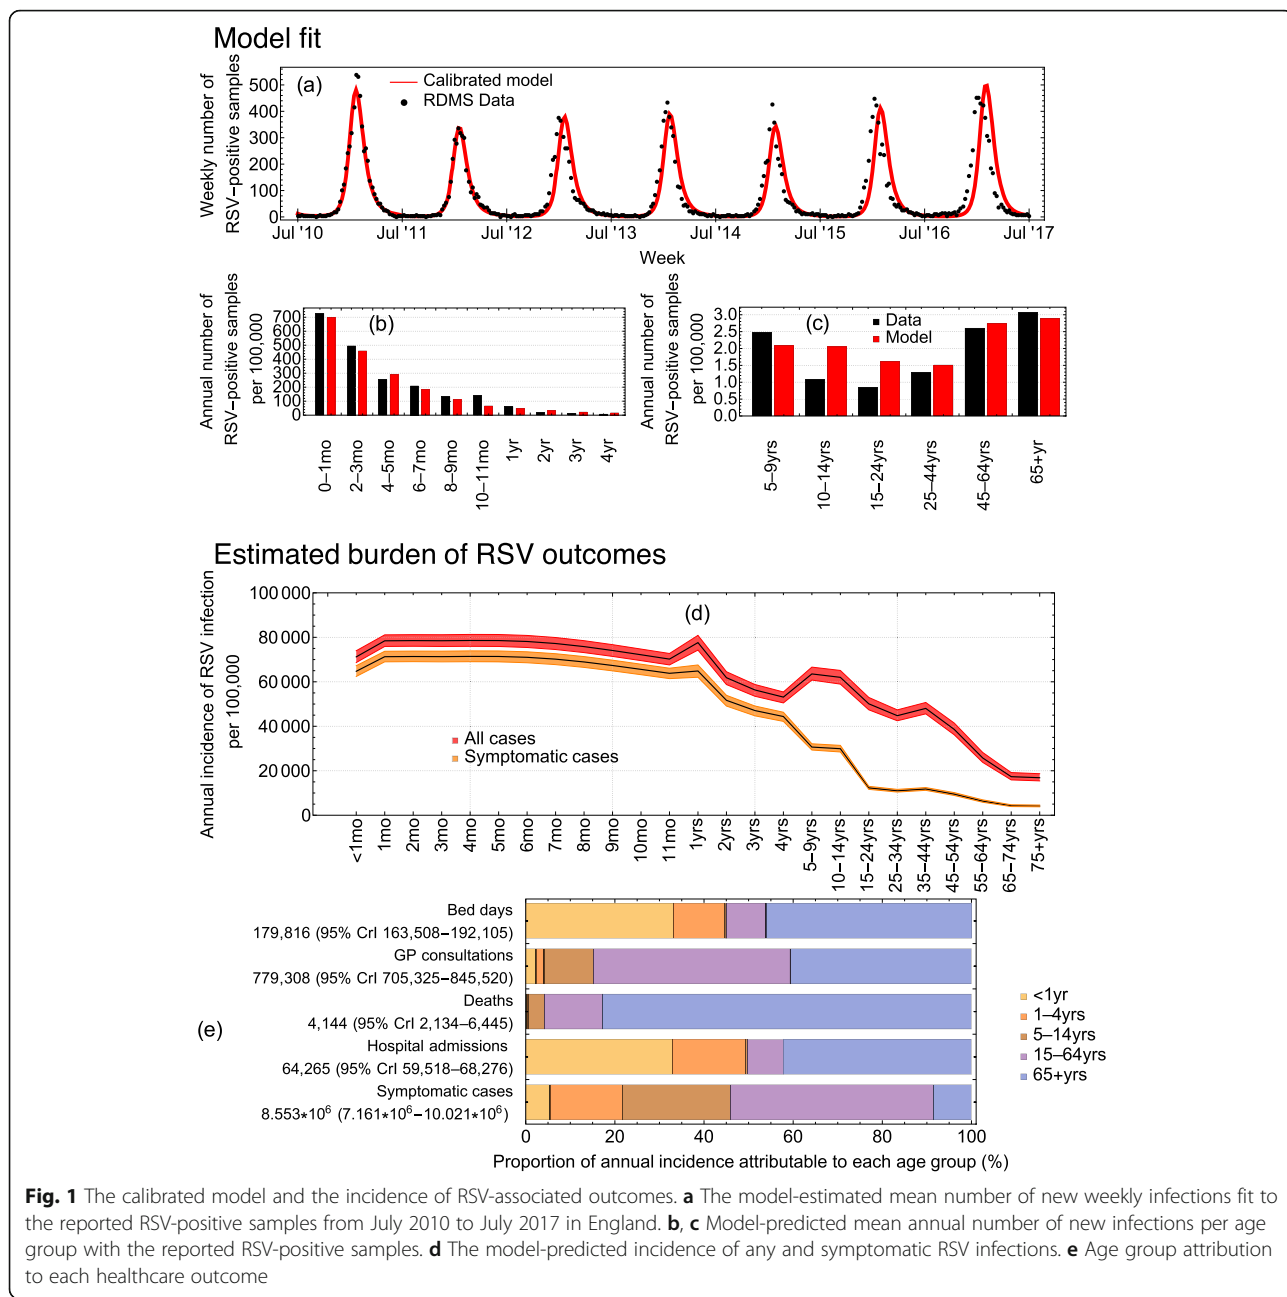 Model fit
Weekly number of
RSV−positive samples
(a)
Calibrated model
RDMS Data
500
400
300
200
100
0
Jul '10
Jul '11
Jul '12
Jul '13
Jul '14
Jul '15
Jul '16
Jul '17
Week
Annual number of
RSV−positive samples
per 100,000
(b)
700
600
500
400
300
200
100
0
0–1mo
2–3mo
4–5mo
6–7mo
8–9mo
10–11mo
1yr
2yr
3yr
4yr
Annual number of
RSV−positive samples
per 100,000
(c)
Data
Model
3.0
2.5
2.0
1.5
1.0
0.5
0.0
5–9yrs
10–14yrs
15–24yrs
25–44yrs
45–64yrs
65+yr
Estimated burden of RSV outcomes
Annual incidence of RSV infection
per 100,000
(d)
100 000
80 000
60 000
40 000
20 000
0
All cases
Symptomatic cases
<1mo
1mo
2mo
3mo
4mo
5mo
6mo
7mo
8mo
9mo
10mo
11mo
1yrs
2yrs
3yrs
4yrs
5–9yrs
10–14yrs
15–24yrs
25–34yrs
35–44yrs
45–54yrs
55–64yrs
65–74yrs
75+yrs
(e)
Bed days
179,816 (95% CrI 163,508−192,105)
GP consultations
779,308 (95% CrI 705,325−845,520)
Deaths
4,144 (95% CrI 2,134−6,445)
Hospital admissions
64,265 (95% CrI 59,518−68,276)
Symptomatic cases
8.553*10⁶ (7.161*10⁶−10.021*10⁶)
<1yr
1–4yrs
5–14yrs
15–64yrs
65+yrs
0
20
40
60
80
100
Proportion of annual incidence attributable to each age group (%)
Fig. 1 The calibrated model and the incidence of RSV-associated outcomes. a The model-estimated mean number of new weekly infections fit to
the reported RSV-positive samples from July 2010 to July 2017 in England. b, c Model-predicted mean annual number of new infections per age
group with the reported RSV-positive samples. d The model-predicted incidence of any and symptomatic RSV infections. e Age group attribution
to each healthcare outcome